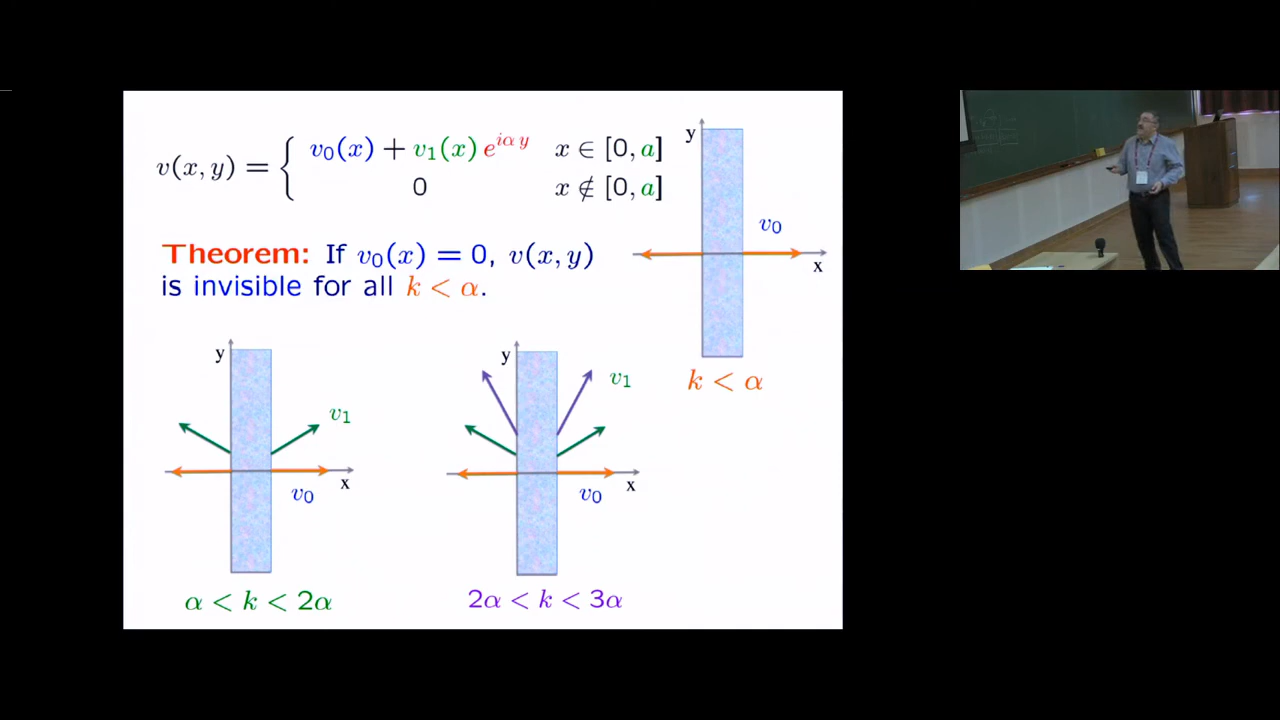 v(x, y) = { v₀(x) + v₁(x) e^{iα y} x ∈ [0, a]
0 x ∉ [0, a]
Theorem: If v₀(x) = 0, v(x, y)
is invisible for all k < α.
y
v₀
x
k < α
y
v₁
x
v₀
α < k < 2α
y
v₁
x
v₀
2α < k < 3α